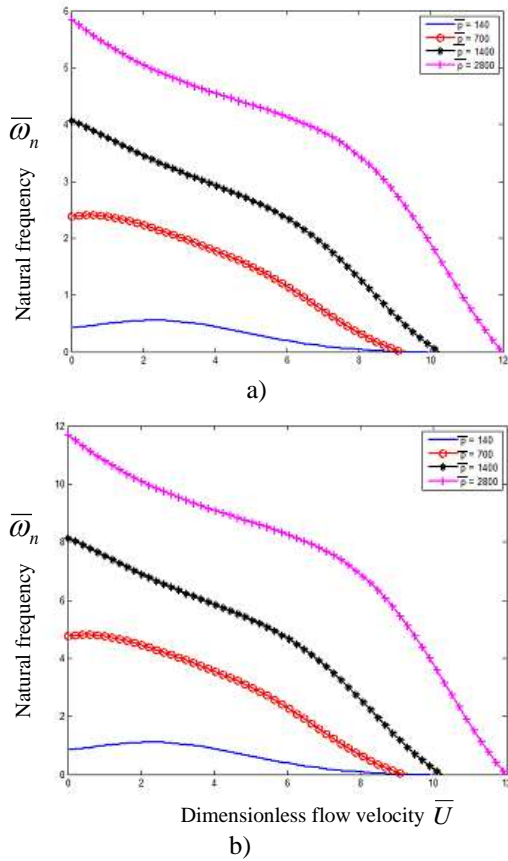 6
5
4
3
2
1
0
0 2 4 6 8 10 12
ω̅n
Natural frequency
ρ̅ = 140
ρ̅ = 700
ρ̅ = 1400
ρ̅ = 2800
a)
12
10
8
6
4
2
0
0 2 4 6 8 10 12
ω̅n
Natural frequency
ρ̅ = 140
ρ̅ = 700
ρ̅ = 1400
ρ̅ = 2800
Dimensionless flow velocity U̅
b)